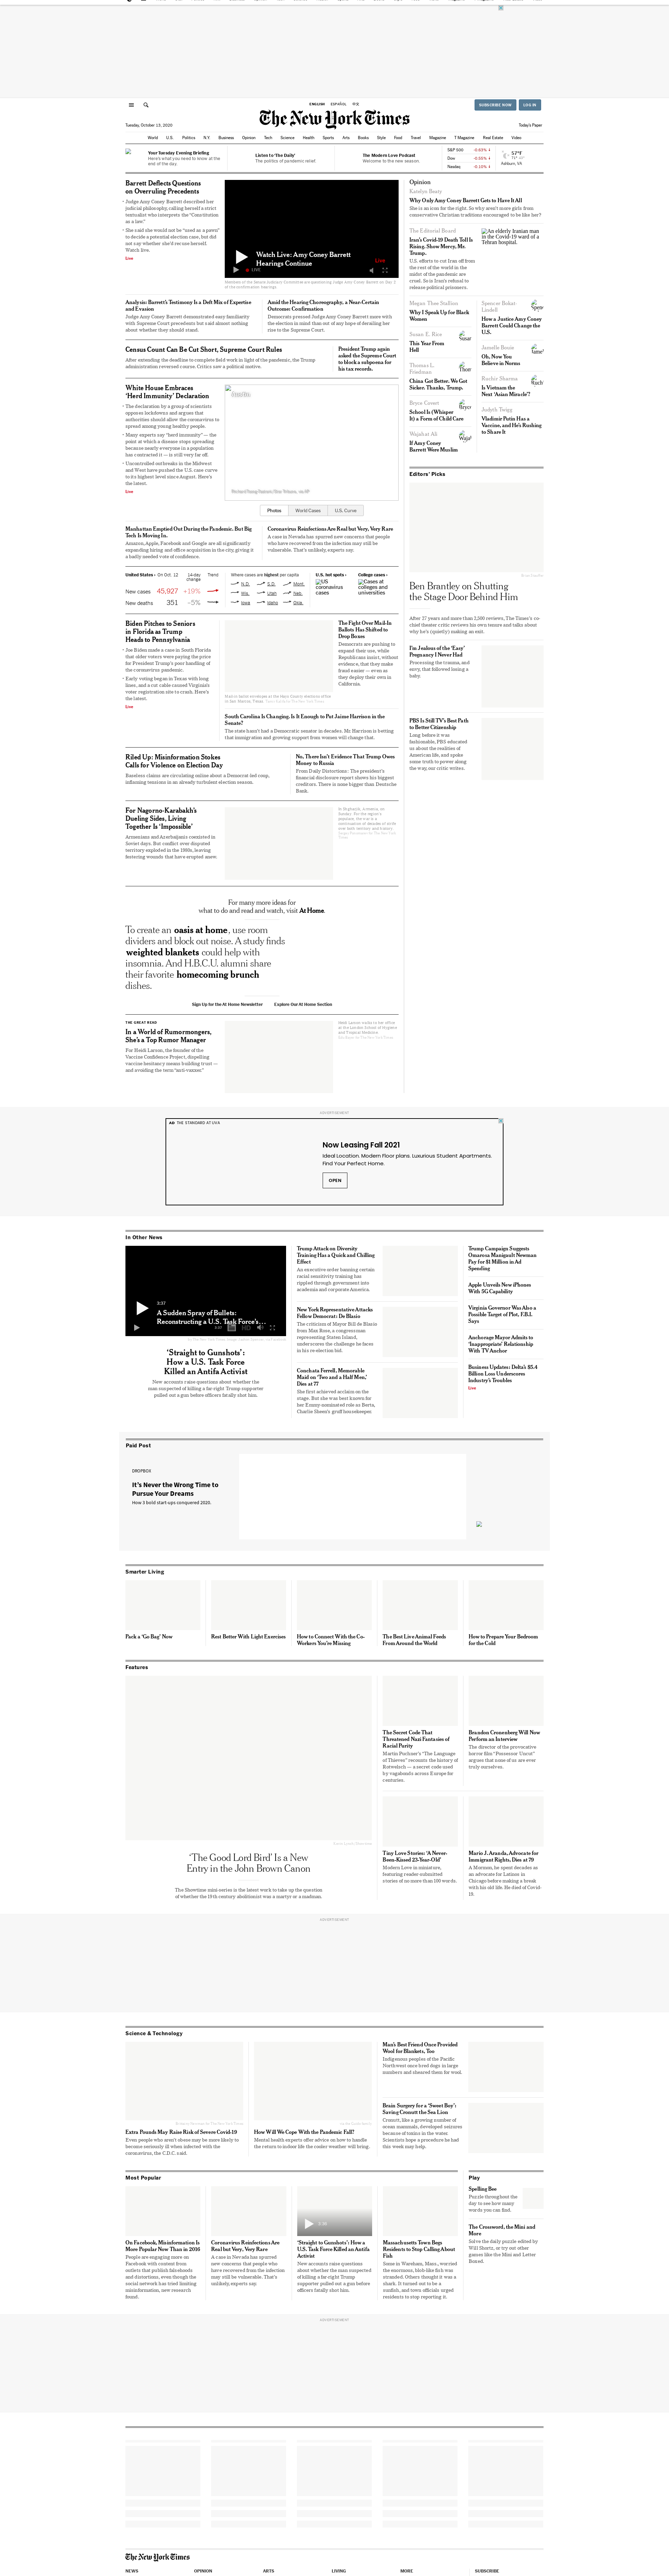 ENGLISH ESPAÑOL 中文
SUBSCRIBE NOW LOG IN
The New York Times
Tuesday, October 13, 2020
Today's Paper
World U.S. Politics N.Y. Business Opinion Tech Science Health Sports Arts Books Style Food Travel Magazine T Magazine Real Estate Video
Your Tuesday Evening Briefing
Here's what you need to know at the
end of the day.
Listen to 'The Daily'
The politics of pandemic relief
The Modern Love Podcast
Welcome to the new season
S&P 500 -0.63% ↓
Dow -0.55% ↓
Nasdaq -0.10% ↓
57°F
Ashburn, VA
Barrett Deflects Questions
on Overruling Precedents
Judge Amy Coney Barrett described her
judicial philosophy, calling herself a strict
textualist who interprets the "Constitution
as a law."
She said she would not be "used as a pawn"
to decide a potential election case, but did
not say whether she'd recuse herself.
Watch live.
Live
Watch Live: Amy Coney Barrett
Hearings Continue
Live
LIVE
Analysis: Barrett's Testimony Is a Deft Mix of Expertise
and Evasion
Judge Amy Coney Barrett demonstrated easy familiarity
with Supreme Court precedents but said almost nothing
about whether they should stand.
Amid the Hearing Choreography, a Near-Certain
Outcome: Confirmation
Democrats pressed Judge Amy Coney Barrett more with
the election in mind than out of any hope of derailing her
rise to the Supreme Court.
Census Count Can Be Cut Short, Supreme Court Rules
After extending the deadline to complete field work in light of the pandemic, the Trump
administration changed course. Critics saw a political motive.
President Trump again
asked the Supreme Court
to block a subpoena for
his tax records.
White House Embraces
'Herd Immunity' Declaration
The declaration by a group of scientists
opposes lockdowns and argues that
authorities should allow the coronavirus to
spread among young healthy people.
Many experts say "herd immunity" — the
point at which a disease stops spreading
because nearly everyone in a population
has contracted it — is still very far off.
Uncontrolled outbreaks in the Midwest
and West have pushed the U.S. case curve
to its highest level since August. Here's
the latest.
Live
Photos World Cases U.S. Curve
Manhattan Emptied Out During the Pandemic. But Big
Tech Is Moving In.
Amazon, Apple, Facebook and Google are all significantly
expanding hiring and office acquisition in the city, giving it
a badly needed vote of confidence.
Coronavirus Reinfections Are Real but Very, Very Rare
A case in Nevada has spurred new concerns that people
who have recovered from the infection may still be
vulnerable. That's unlikely, experts say.
United States › On Oct. 12 14-day
change Trend
New cases 45,927 +19%
New deaths 351 −5%
Where cases are highest per capita
N.D. S.D. Mont.
Wis. Utah Neb.
Iowa Idaho Okla.
U.S. hot spots ›
US
coronavirus
cases
College cases ›
Cases at
colleges and
universities
Biden Pitches to Seniors
in Florida as Trump
Heads to Pennsylvania
Joe Biden made a case in South Florida
that older voters were paying the price
for President Trump's poor handling of
the coronavirus pandemic.
Early voting began in Texas with long
lines, and a cut cable caused Virginia's
voter registration site to crash. Here's
the latest.
Live
The Fight Over Mail-In
Ballots Has Shifted to
Drop Boxes
Democrats are pushing to
expand their use, while
Republicans insist, without
evidence, that they make
fraud easier — even as
they deploy their own in
California.
South Carolina Is Changing. Is It Enough to Put Jaime Harrison in the
Senate?
The state hasn't had a Democratic senator in decades. Mr. Harrison is betting
that immigration and growing support from women will change that.
Riled Up: Misinformation Stokes
Calls for Violence on Election Day
Baseless claims are circulating online about a Democrat-led coup,
inflaming tensions in an already turbulent election season.
No, There Isn't Evidence That Trump Owes
Money to Russia
From Daily Distortions: The president's
financial disclosure report shows his biggest
creditors. There is none bigger than Deutsche
Bank.
For Nagorno-Karabakh's
Dueling Sides, Living
Together Is 'Impossible'
Armenians and Azerbaijanis coexisted in
Soviet days. But conflict over disputed
territory exploded in the 1980s, leaving
festering wounds that have grown anew.
For many more ideas for
what to do and read and watch, visit At Home.
To create an oasis at home, use room
dividers and block out noise. A study finds
weighted blankets could help with
insomnia. And H.B.C.U. alumni share
their favorite homecoming brunch
dishes.
Sign Up for the At Home Newsletter Explore Our At Home Section
THE GREAT READ
In a World of Rumormongers,
She's a Top Rumor Manager
For Heidi Larson, the founder of the
Vaccine Confidence Project, dispelling
vaccine hesitancy means building trust —
and avoiding the term "anti-vaxxer."
Opinion
Katelyn Beaty
Why Only Amy Coney Barrett Gets to Have It All
She is an icon for the right. So why aren't more girls from
conservative Christian traditions encouraged to be like her?
The Editorial Board
Iran's Covid-19 Death Toll Is
Rising. Show Mercy, Mr.
Trump.
U.S. efforts to cut Iran off from
the rest of the world in the
midst of the pandemic are
cruel. So is Iran's refusal to
release political prisoners.
An elderly Iranian man
in the Covid-19 ward of a
Tehran hospital.
Megan Thee Stallion
Why I Speak Up for Black
Women
Susan E. Rice
This Year From
Hell
Thomas L.
Friedman
China Got Better. We Got
Sicker. Thanks, Trump.
Bryce Covert
School Is (Whisper
It) a Form of Child Care
Wajahat Ali
If Amy Coney
Barrett Were Muslim
Spencer Bokat-
Lindell
How a Justice Amy Coney
Barrett Could Change the
U.S.
Jamelle Bouie
Oh, Now You
Believe in Norms
Ruchir Sharma
Is Vietnam the
Next 'Asian Miracle'?
Judith Twigg
Vladimir Putin Has a
Vaccine, and He's Rushing
to Share It
Editors' Picks
Ben Brantley on Shutting
the Stage Door Behind Him
After 27 years and more than 2,500 reviews, The Times's co-
chief theater critic reviews his own tenure and talks about
why he's (quietly) making an exit.
I'm Jealous of the 'Easy'
Pregnancy I Never Had
Processing the trauma, and
envy, that followed losing a
baby.
PBS Is Still TV's Best Path
to Better Citizenship
Long before it was
fashionable, PBS educated
us about the realities of
American life, and spoke
some truth to power along
the way, our critic writes.
ADVERTISEMENT
AD THE STANDARD AT UVA
Now Leasing Fall 2021
Ideal Location. Modern Floor plans. Luxurious Student Apartments.
Find Your Perfect Home.
OPEN
In Other News
3:37
A Sudden Spray of Bullets:
Reconstructing a U.S. Task Force's…
'Straight to Gunshots':
How a U.S. Task Force
Killed an Antifa Activist
New accounts raise questions about whether the
man suspected of killing a far-right Trump supporter
pulled a gun before officers fatally shot him.
Trump Attack on Diversity
Training Has a Quick and Chilling
Effect
An executive order banning certain
racial sensitivity training has
rippled through government into
academia and corporate America.
New York Representative Attacks
Fellow Democrat: De Blasio
The criticism of Mayor Bill de Blasio
from Max Rose, a congressman
representing Staten Island,
underscores the challenge he faces
in his re-election bid.
Conchata Ferrell, Memorable
Maid on 'Two and a Half Men,'
Dies at 77
She first achieved acclaim on the
stage. But she was best known for
her Emmy-nominated role as Berta,
Charlie Sheen's gruff housekeeper.
Trump Campaign Suggests
Omarosa Manigault Newman
Pay for $1 Million in Ad
Spending
Apple Unveils New iPhones
With 5G Capability
Virginia Governor Was Also a
Possible Target of Plot, F.B.I.
Says
Anchorage Mayor Admits to
'Inappropriate' Relationship
With TV Anchor
Business Updates: Delta's $5.4
Billion Loss Underscores
Industry's Troubles
Live
Paid Post
DROPBOX
It's Never the Wrong Time to
Pursue Your Dreams
How 3 bold start-ups conquered 2020.
Smarter Living
Pack a 'Go Bag' Now
Rest Better With Light Exercises
How to Connect With the Co-
Workers You're Missing
The Best Live Animal Feeds
From Around the World
How to Prepare Your Bedroom
for the Cold
Features
'The Good Lord Bird' Is a New
Entry in the John Brown Canon
The Showtime mini-series is the latest work to take up the question
of whether the 19th-century abolitionist was a martyr or a madman.
The Secret Code That
Threatened Nazi Fantasies of
Racial Purity
Martin Puchner's "The Language
of Thieves" recounts the history of
Rotwelsch — a secret code used
by vagabonds across Europe for
centuries.
Brandon Cronenberg Will Now
Perform an Interview
The director of the provocative
horror film "Possessor Uncut"
argues that none of us are ever
truly ourselves.
Tiny Love Stories: 'A Never-
Been-Kissed 23-Year-Old'
Modern Love in miniature,
featuring reader-submitted
stories of no more than 100 words.
Mario J. Aranda, Advocate for
Immigrant Rights, Dies at 79
A Mormon, he spent decades as
an advocate for Latinos in
Chicago before making a break
with his old life. He died of Covid-
19.
ADVERTISEMENT
Science & Technology
Extra Pounds May Raise Risk of Severe Covid-19
Even people who aren't obese may be more likely to
become seriously ill when infected with the
coronavirus, the C.D.C. said.
How Will We Cope With the Pandemic Fall?
Mental health experts offer advice on how to handle
the return to indoor life the cooler weather will bring.
Man's Best Friend Once Provided
Wool for Blankets, Too
Indigenous peoples of the Pacific
Northwest once bred dogs in large
numbers and sheared them for wool.
Brain Surgery for a 'Sweet Boy':
Saving Cronutt the Sea Lion
Cronutt, like a growing number of
ocean mammals, developed seizures
because of toxins in the water.
Scientists hope a procedure he had
this week may help.
Most Popular
On Facebook, Misinformation Is
More Popular Now Than in 2016
People are engaging more on
Facebook with content from
outlets that publish falsehoods
and distortions, even though the
social network has tried limiting
misinformation, new research
found.
Coronavirus Reinfections Are
Real but Very, Very Rare
A case in Nevada has spurred
new concerns that people who
have recovered from the infection
may still be vulnerable. That's
unlikely, experts say.
'Straight to Gunshots': How a
U.S. Task Force Killed an Antifa
Activist
New accounts raise questions
about whether the man suspected
of killing a far-right Trump
supporter pulled out a gun before
officers fatally shot him.
Massachusetts Town Begs
Residents to Stop Calling About
Fish
Some in Wareham, Mass., worried
the enormous, blob-like fish was
stranded. Others thought it was a
shark. It turned out to be a
sunfish, and town officials urged
residents to stop reporting it.
Play
Spelling Bee
Puzzle throughout the
day to see how many
words you can find.
The Crossword, the Mini and
More
Solve the daily puzzle edited by
Will Shortz, or try out other
games like the Mini and Letter
Boxed.
ADVERTISEMENT
The New York Times
NEWS OPINION ARTS LIVING MORE SUBSCRIBE